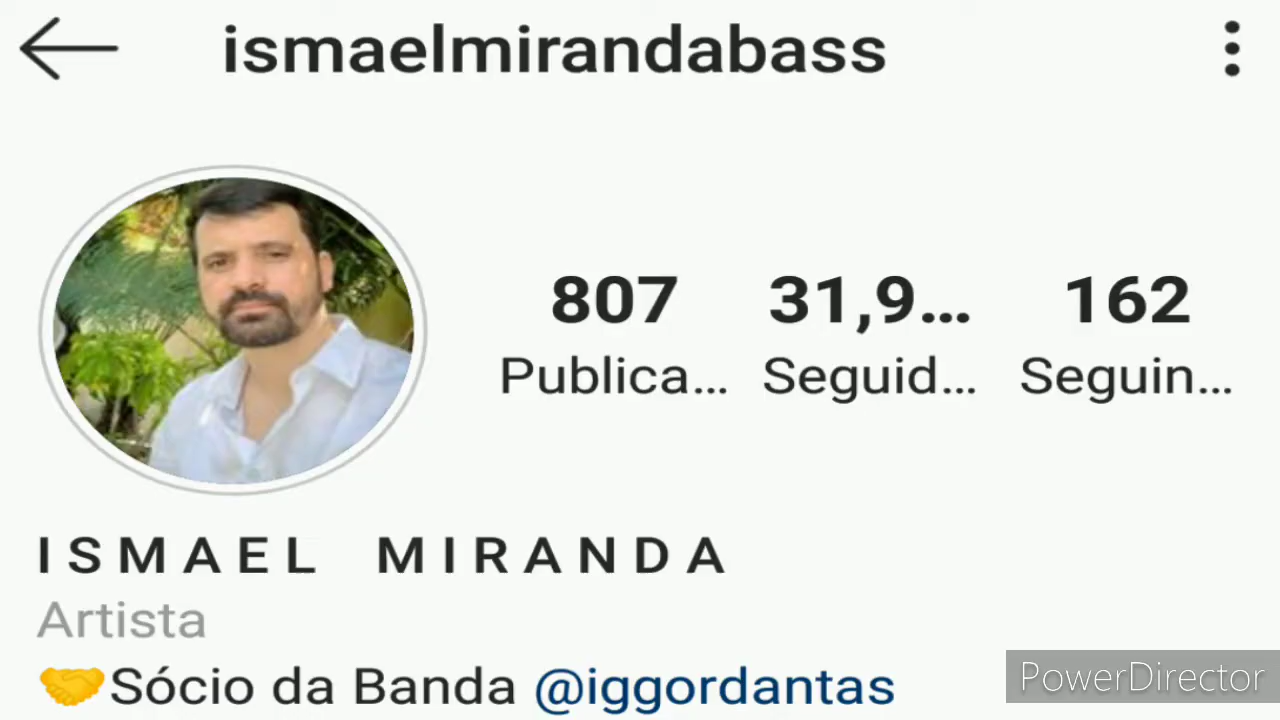 ismaelmirandabass
807 31,9... 162
Publica... Seguid... Seguin...
ISMAEL MIRANDA
Artista
🤝Sócio da Banda @iggordantas
PowerDirector